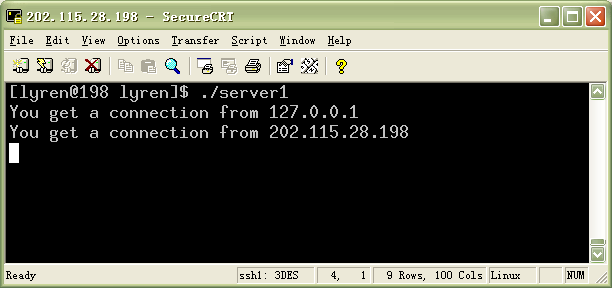 202.115.28.198 - SecureCRT
File Edit View Options Transfer Script Window Help
[lyren@198 lyren]$ ./server1
You get a connection from 127.0.0.1
You get a connection from 202.115.28.198
Ready ssh1: 3DES 4, 1 9 Rows, 100 Cols Linux NUM